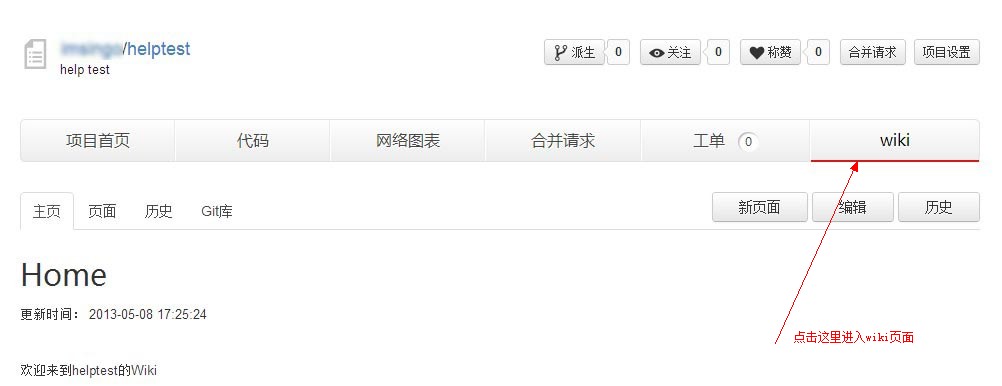 /helptest
派生 0 关注 0 称赞 0 合并请求 项目设置
help test
项目首页 代码 网络图表 合并请求 工单 0 wiki
主页 页面 历史 Git库 新页面 编辑 历史
Home
更新时间： 2013-05-08 17:25:24
点击这里进入wiki页面
欢迎来到helptest的Wiki